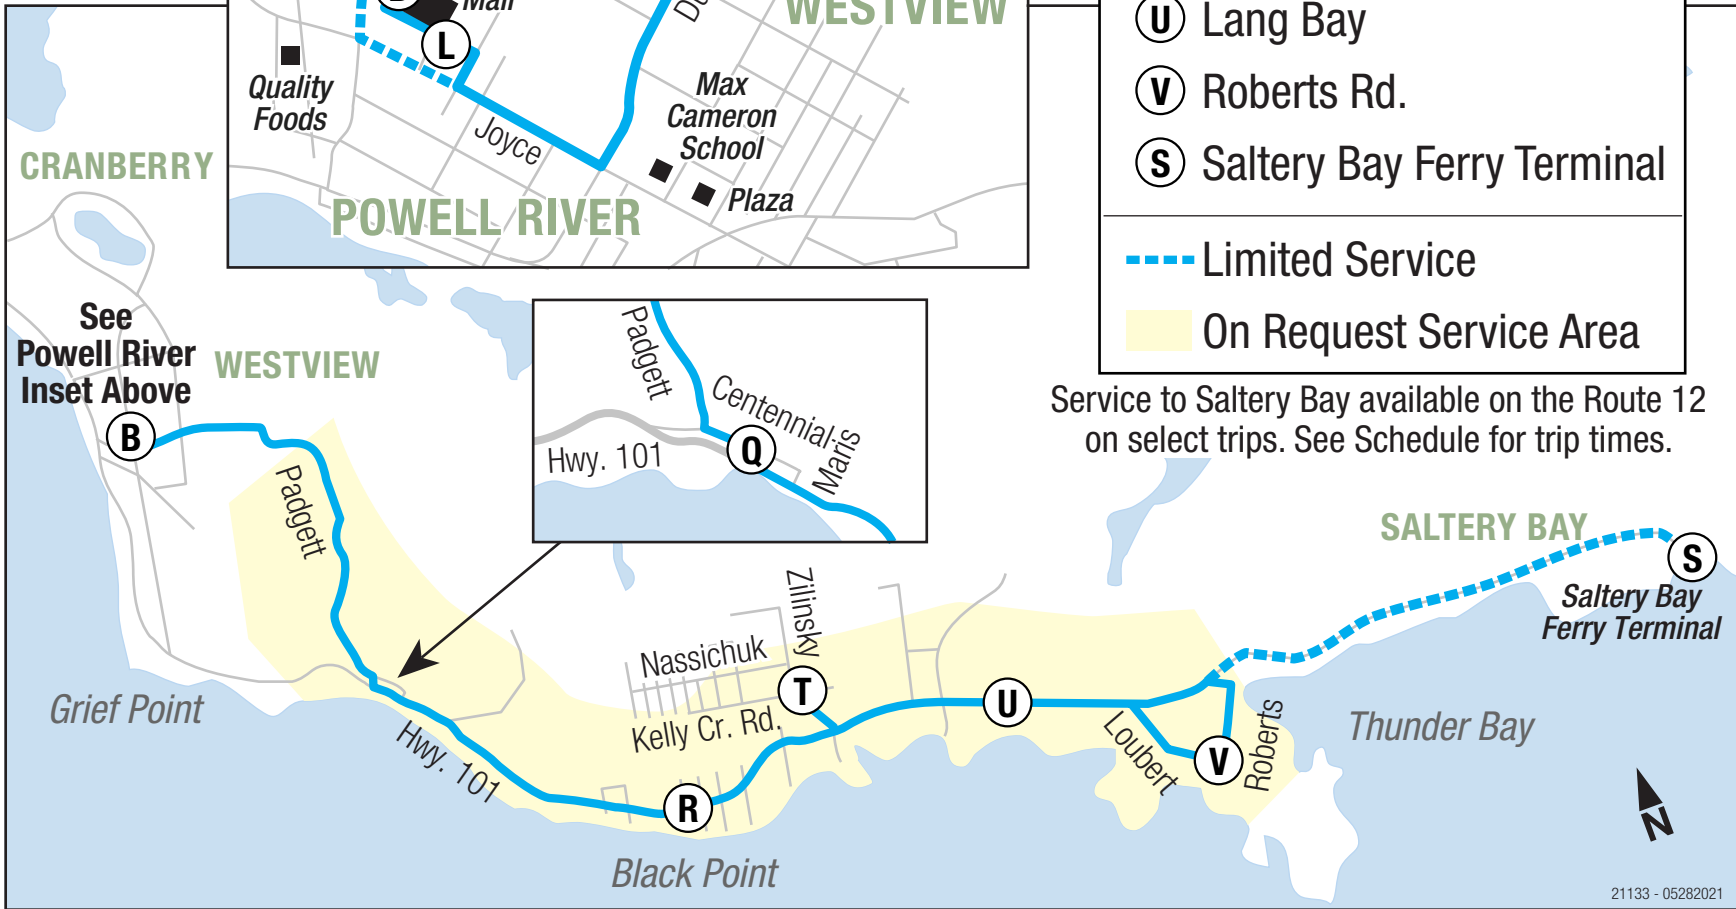 Mall
WESTVIEW
L
Quality
Foods
Max
Cameron
School
Joyce
Plaza
POWELL RIVER
U Lang Bay
V Roberts Rd.
S Saltery Bay Ferry Terminal
Limited Service
On Request Service Area
Service to Saltery Bay available on the Route 12
on select trips. See Schedule for trip times.
CRANBERRY
See
Powell River
Inset Above
WESTVIEW
B
Padgett
Padgett
Centennial
Hwy. 101
Q
Maris
SALTERY BAY
S
Saltery Bay
Ferry Terminal
Zilinsky
Nassichuk
T
Kelly Cr. Rd.
U
Grief Point
Hwy. 101
R
Loubert
V
Roberts
Thunder Bay
Black Point
N
21133 - 05282021